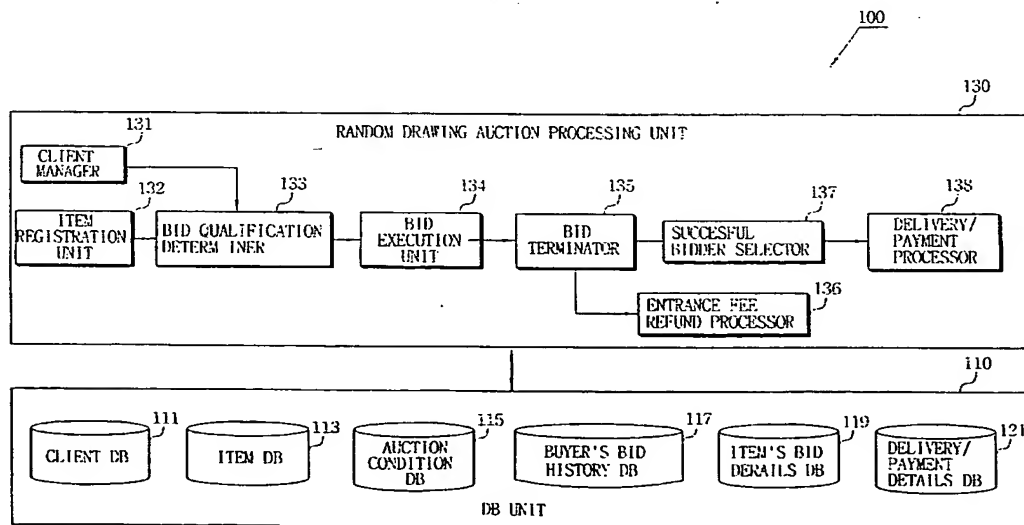 100
130
RANDOM DRAWING AUCTION PROCESSING UNIT
131
CLIENT
MANAGER
132
ITEM
REGISTRATION
UNIT
133
BID QUALIFICATION
DETERMINER
134
BID
EXECUTION
UNIT
135
BID
TERMINATOR
137
SUCCESFUL
BIDDER SELECTOR
138
DELIVERY/
PAYMENT
PROCESSOR
136
ENTRANCE FEE
REFUND PROCESSOR
110
111
CLIENT DB
113
ITEM DB
115
AUCTION
CONDITION
DB
117
BUYER'S BID
HISTORY DB
119
ITEM'S BID
DERAILS DB
121
DELIVERY/
PAYMENT
DETAILS DB
DB UNIT